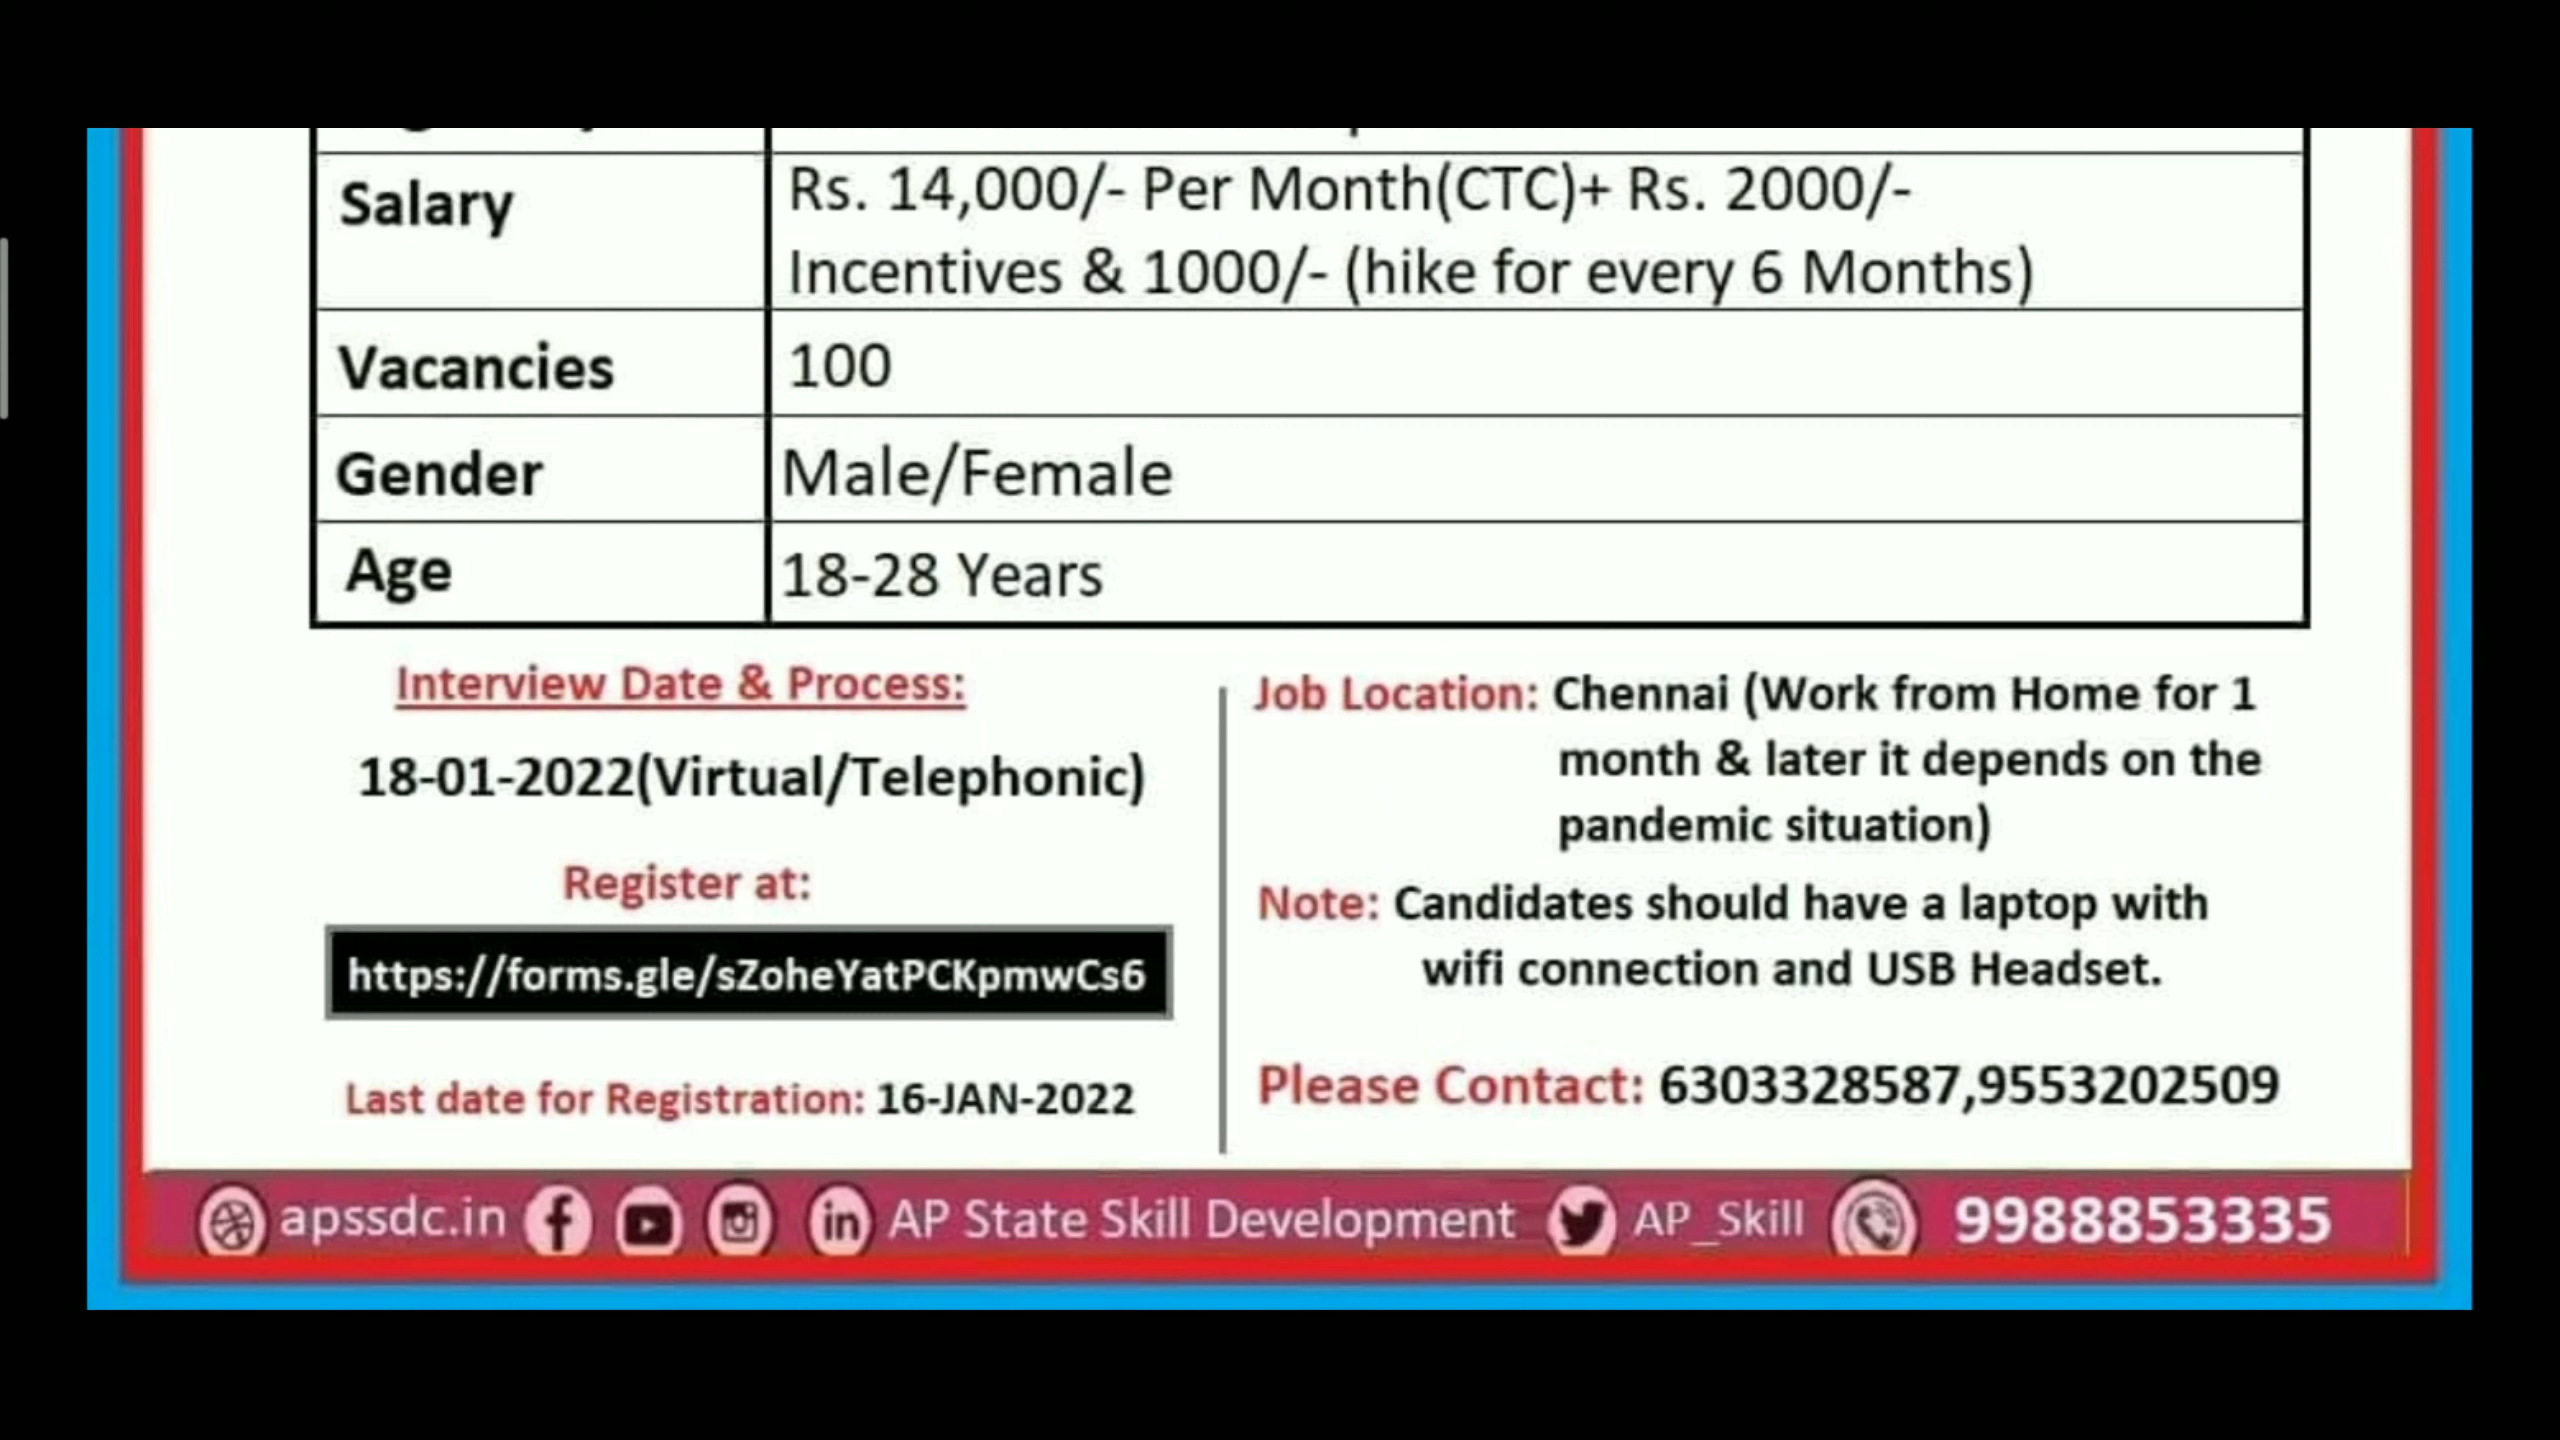 Salary
Rs. 14,000/- Per Month(CTC)+ Rs. 2000/-
Incentives & 1000/- (hike for every 6 Months)
Vacancies
100
Gender
Male/Female
Age
18-28 Years
Interview Date & Process:
18-01-2022(Virtual/Telephonic)
Register at:
https://forms.gle/sZoheYatPCKpmwCs6
Last date for Registration: 16-JAN-2022
Job Location: Chennai (Work from Home for 1
month & later it depends on the
pandemic situation)
Note: Candidates should have a laptop with
wifi connection and USB Headset.
Please Contact: 6303328587,9553202509
apssdc.in AP State Skill Development AP_Skill 9988853335